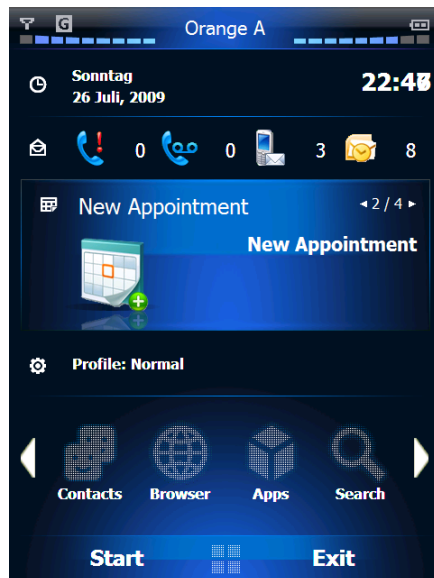 G
Orange A
Sonntag
26 Juli, 2009
0
0
3
8
New Appointment
2 / 4
New Appointment
Profile: Normal
Contacts
Browser
Apps
Search
Start
Exit